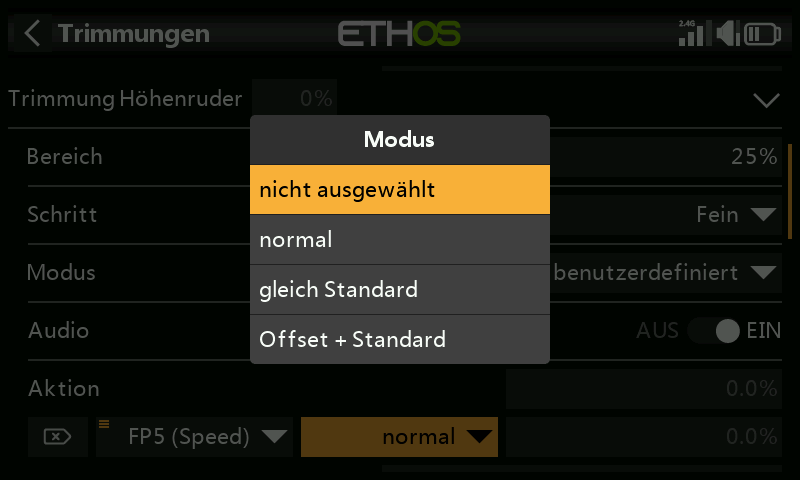 Trimmungen
ETHOS
2.4G
Trimmung Höhenruder 0%
Modus
Bereich 25%
nicht ausgewählt
Schritt Fein
normal
Modus benutzerdefiniert
gleich Standard
Audio AUS EIN
Offset + Standard
Aktion 0.0%
FP5 (Speed) normal 0.0%